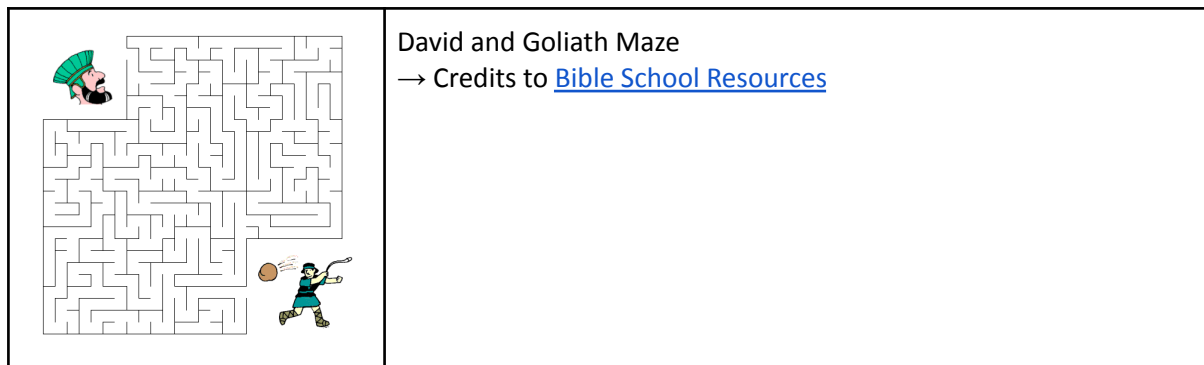 David and Goliath Maze
→ Credits to Bible School Resources